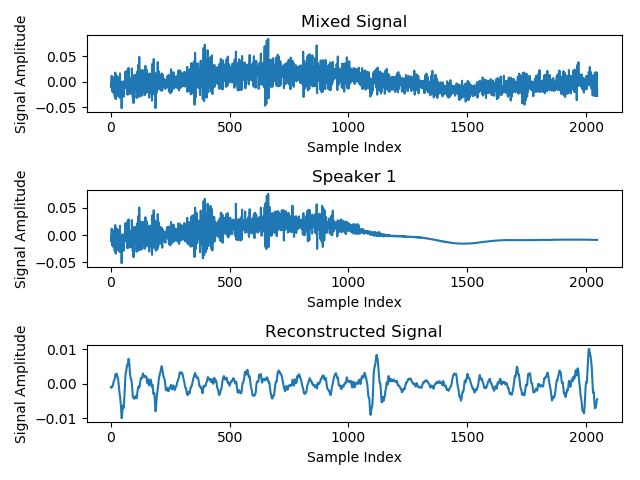 Mixed Signal
Signal Amplitude
0.05
0.00
−0.05
0 500 1000 1500 2000
Sample Index
Speaker 1
Signal Amplitude
0.05
0.00
−0.05
0 500 1000 1500 2000
Sample Index
Reconstructed Signal
Signal Amplitude
0.01
0.00
−0.01
0 500 1000 1500 2000
Sample Index